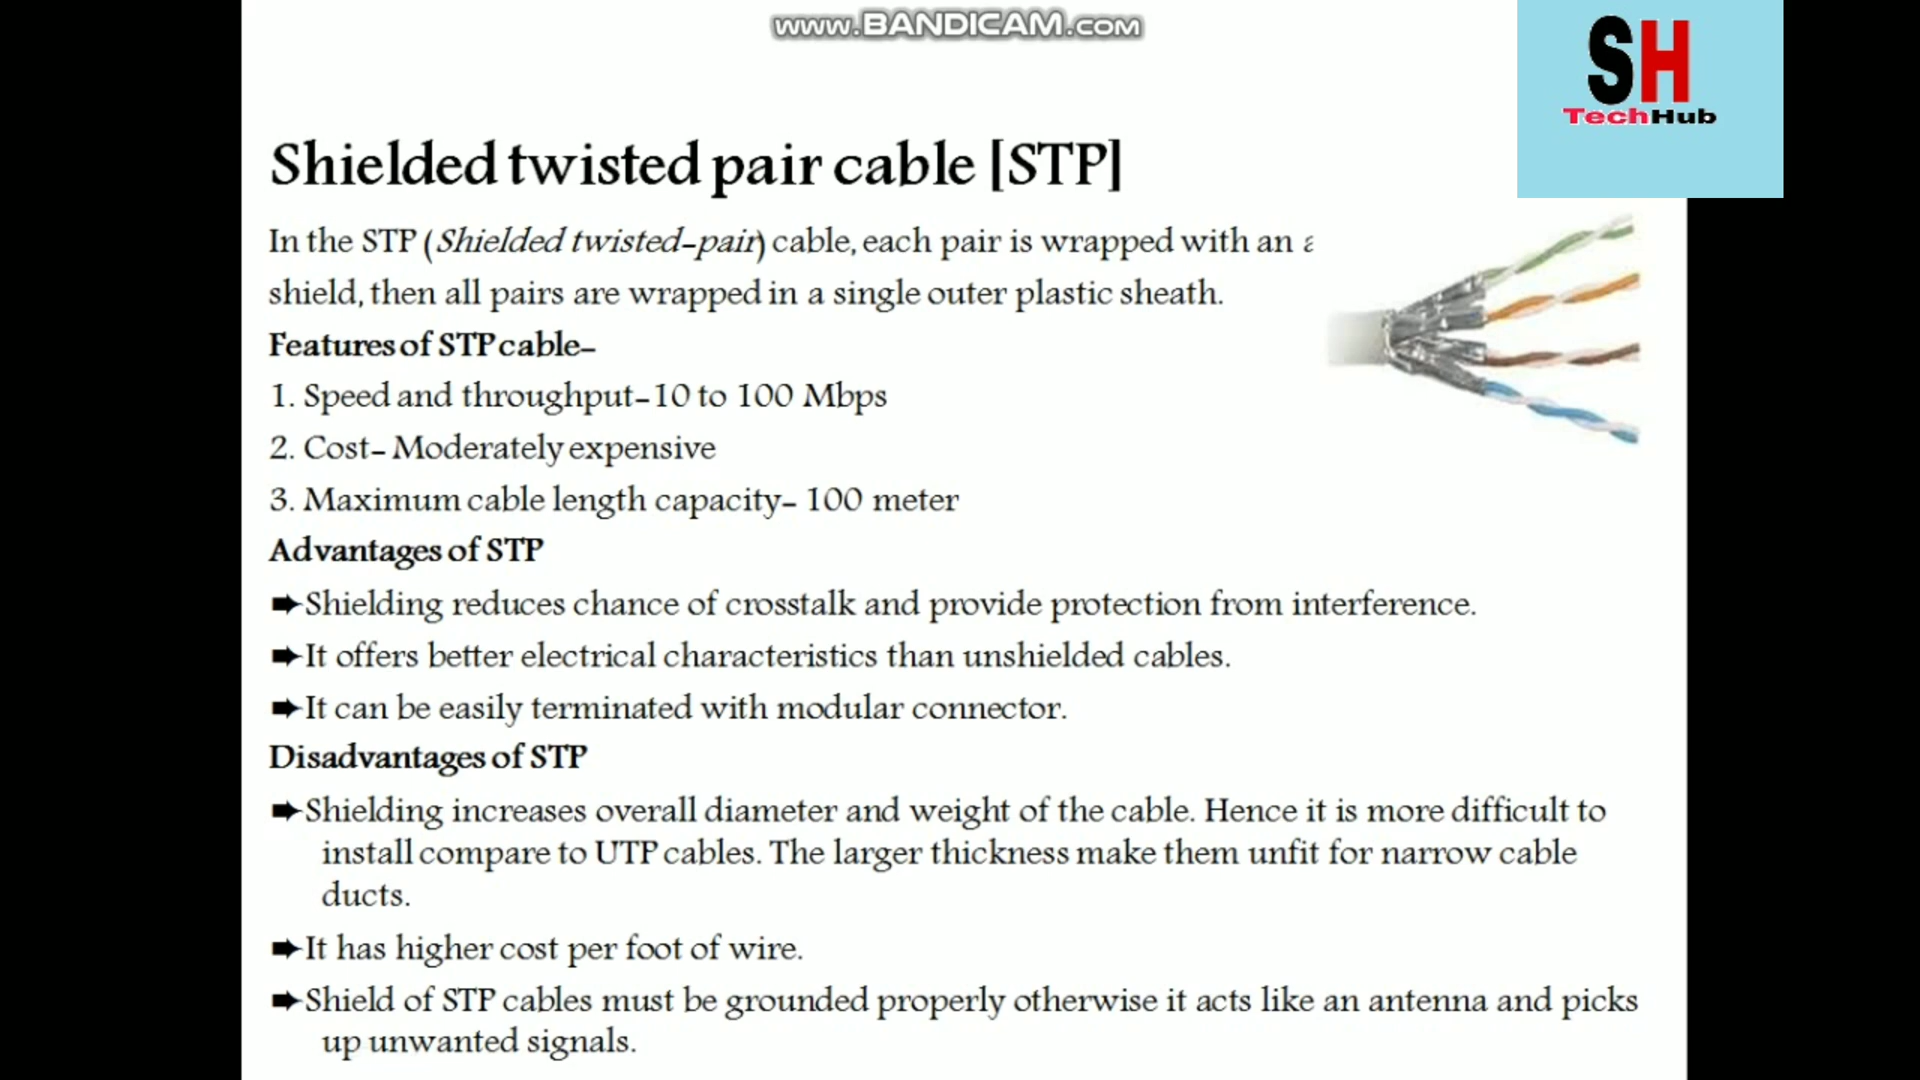 www.BANDICAM.com
SH
TechHub
Shielded twisted pair cable [STP]
In the STP (Shielded twisted-pair) cable, each pair is wrapped with an
shield, then all pairs are wrapped in a single outer plastic sheath.
Features of STP cable-
1. Speed and throughput-10 to 100 Mbps
2. Cost- Moderately expensive
3. Maximum cable length capacity- 100 meter
Advantages of STP
➨Shielding reduces chance of crosstalk and provide protection from interference.
➨It offers better electrical characteristics than unshielded cables.
➨It can be easily terminated with modular connector.
Disadvantages of STP
➨Shielding increases overall diameter and weight of the cable. Hence it is more difficult to
install compare to UTP cables. The larger thickness make them unfit for narrow cable
ducts.
➨It has higher cost per foot of wire.
➨Shield of STP cables must be grounded properly otherwise it acts like an antenna and picks
up unwanted signals.